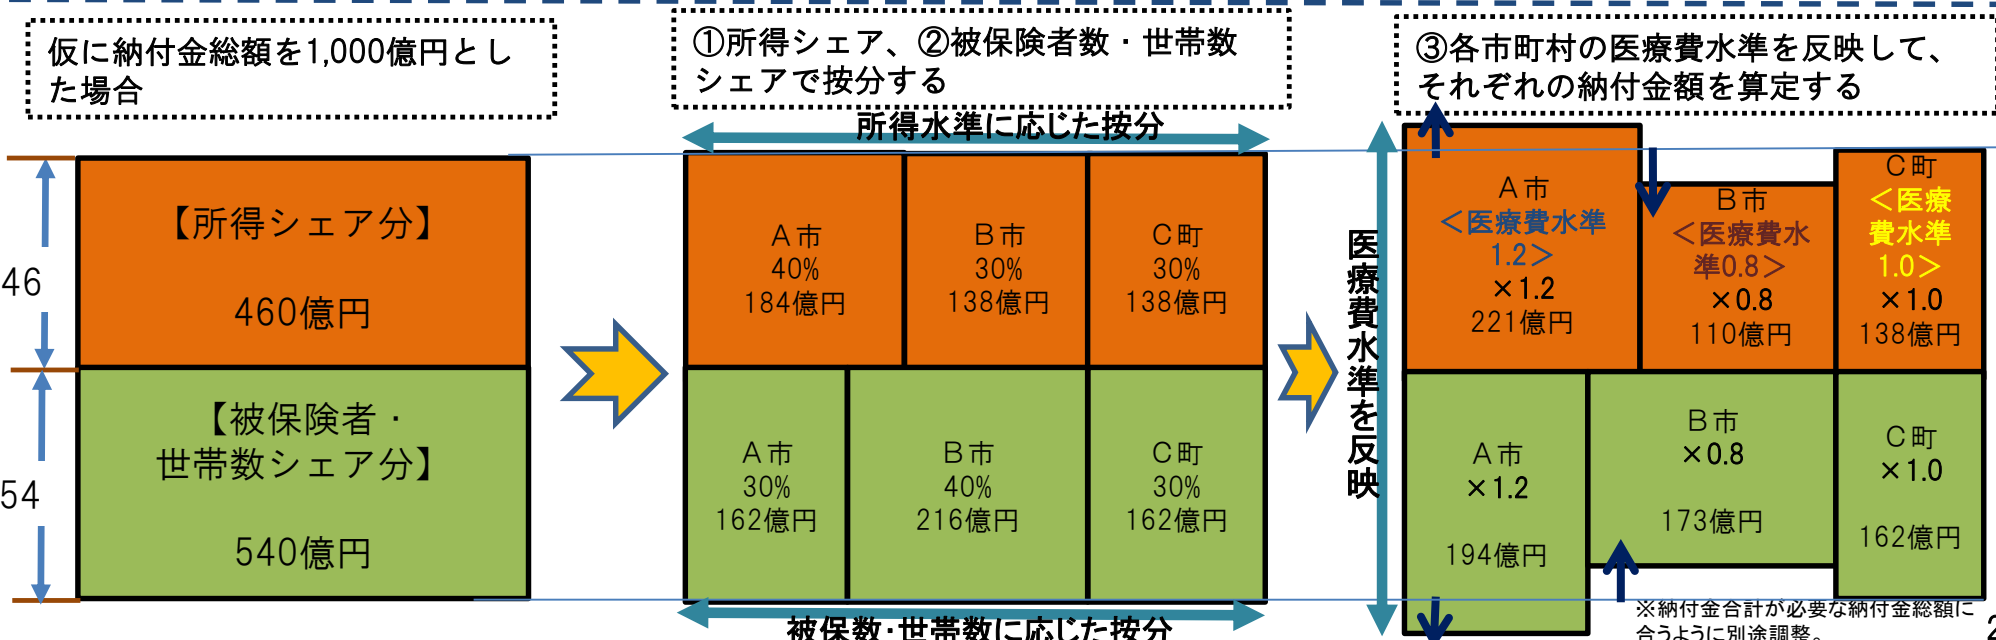 仮に納付金総額を1,000億円とし
た場合
①所得シェア、②被保険者数・世帯数
シェアで按分する
③各市町村の医療費水準を反映して、
それぞれの納付金額を算定する
46
54
【所得シェア分】
460億円
【被保険者・
世帯数シェア分】
540億円
所得水準に応じた按分
A市
40%
184億円
B市
30%
138億円
C町
30%
138億円
A市
30%
162億円
B市
40%
216億円
C町
30%
162億円
被保数・世帯数に応じた按分
医療費水準を反映
A市
＜医療費水準
1.2＞
×1.2
221億円
B市
＜医療費水
準0.8＞
×0.8
110億円
C町
＜医療
費水準
1.0＞
×1.0
138億円
A市
×1.2
194億円
B市
×0.8
173億円
C町
×1.0
162億円
※納付金合計が必要な納付金総額に
合うように別途調整。